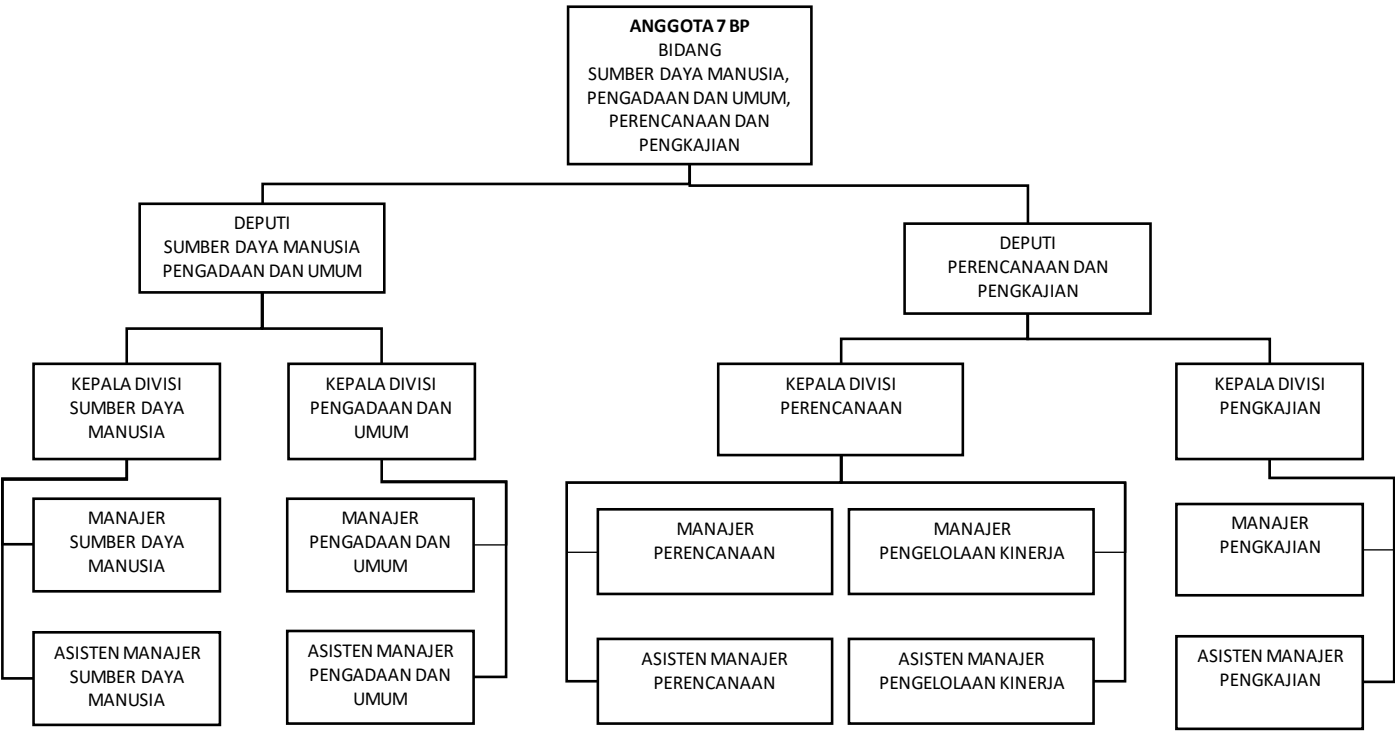 ANGGOTA 7 BP
BIDANG
SUMBER DAYA MANUSIA,
PENGADAAN DAN UMUM,
PERENCANAAN DAN
PENGKAJIAN
DEPUTI
SUMBER DAYA MANUSIA
PENGADAAN DAN UMUM
DEPUTI
PERENCANAAN DAN
PENGKAJIAN
KEPALA DIVISI
SUMBER DAYA
MANUSIA
KEPALA DIVISI
PENGADAAN DAN
UMUM
KEPALA DIVISI
PERENCANAAN
KEPALA DIVISI
PENGKAJIAN
MANAJER
SUMBER DAYA
MANUSIA
MANAJER
PENGADAAN DAN
UMUM
MANAJER
PERENCANAAN
MANAJER
PENGELOLAAN KINERJA
MANAJER
PENGKAJIAN
ASISTEN MANAJER
SUMBER DAYA
MANUSIA
ASISTEN MANAJER
PENGADAAN DAN
UMUM
ASISTEN MANAJER
PERENCANAAN
ASISTEN MANAJER
PENGELOLAAN KINERJA
ASISTEN MANAJER
PENGKAJIAN